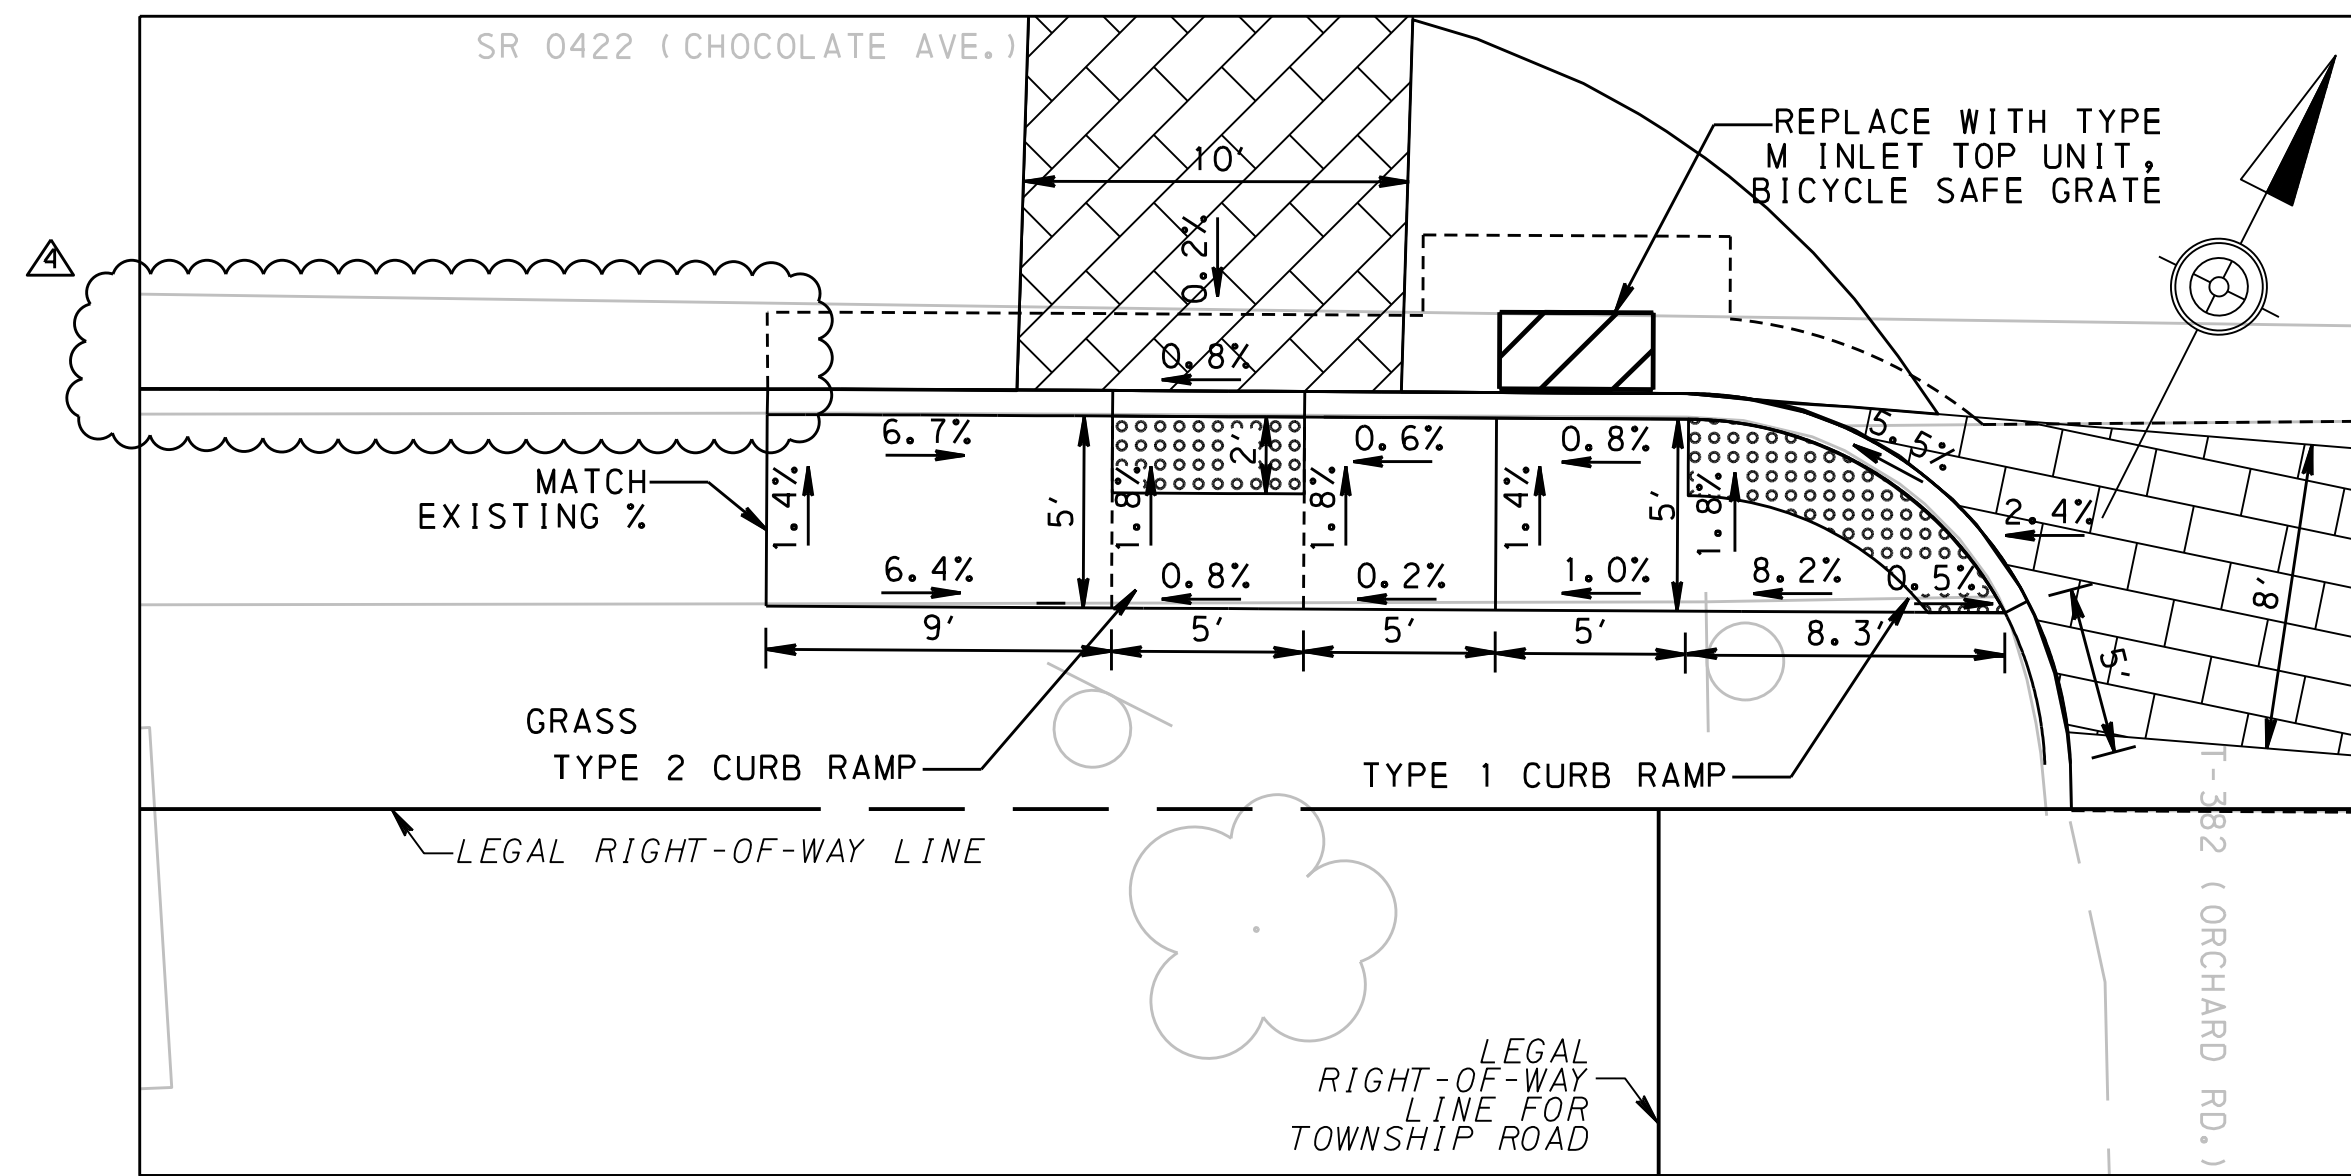 SR 0422 (CHOCOLATE AVE.)
REPLACE WITH TYPE
M INLET TOP UNIT,
BICYCLE SAFE GRATE
10'
0.2%
4
0.8%
6.7%
2'
0.6%
0.8%
5.5%
MATCH
EXISTING %
1.4%
5'
1.8%
1.8%
1.4%
5'
1.8%
2.4%
6.4%
0.8%
0.2%
1.0%
8.2%
0.5%
8'
9'
5'
5'
5'
8.3'
5'
GRASS
TYPE 2 CURB RAMP
TYPE 1 CURB RAMP
LEGAL RIGHT-OF-WAY LINE
T-382 (ORCHARD RD.)
LEGAL
RIGHT-OF-WAY
LINE FOR
TOWNSHIP ROAD